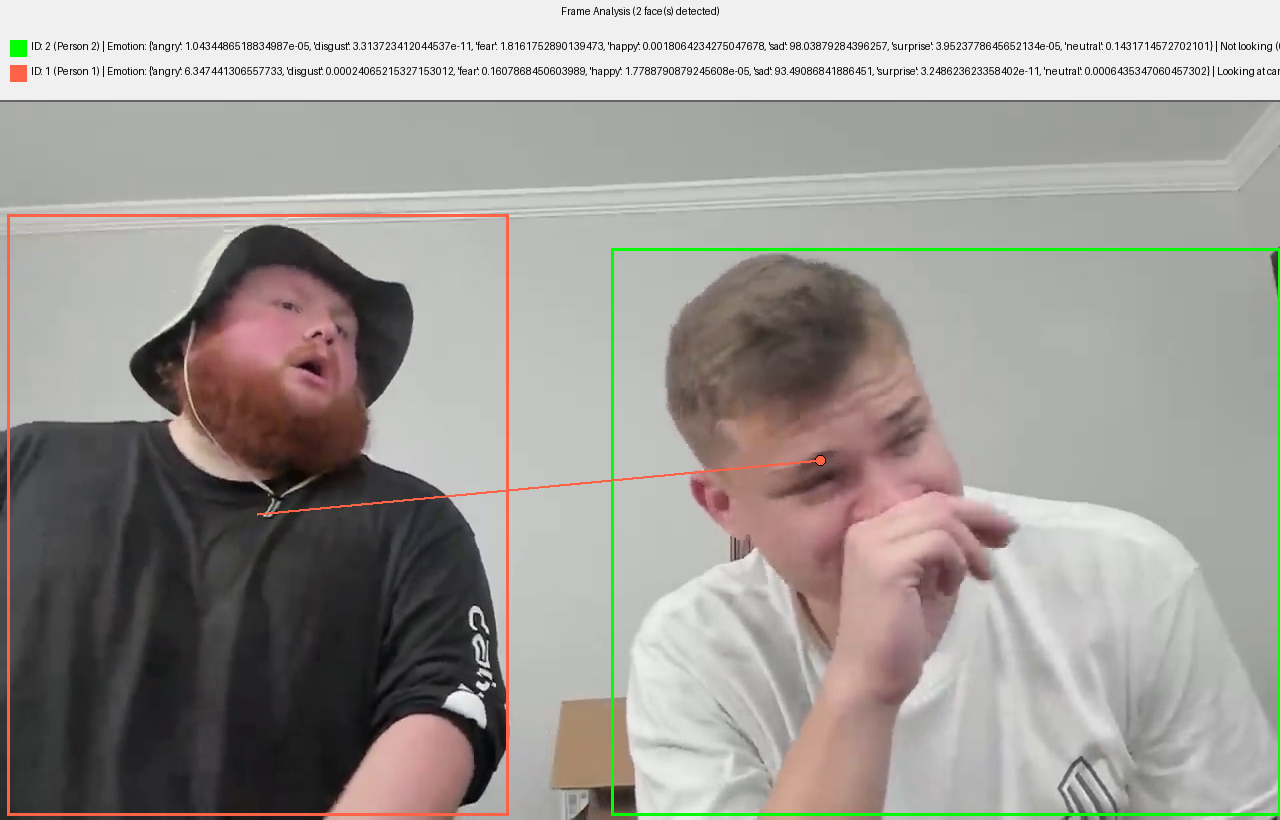 Frame Analysis (2 face(s) detected)
ID: 2 (Person 2) | Emotion: {'angry': 1.0434486518834987e-05, 'disgust': 3.313723412044537e-11, 'fear': 1.8161752890139473, 'happy': 0.0018064234275047678, 'sad': 98.03879284396257, 'surprise': 3.9523778645652134e-05, 'neutral': 0.1431714572702101} | Not looking (
ID: 1 (Person 1) | Emotion: {'angry': 6.347441306557733, 'disgust': 0.00024065215327153012, 'fear': 0.1607868450603989, 'happy': 1.7788790879245608e-05, 'sad': 93.49086841886451, 'surprise': 3.248623623358402e-11, 'neutral': 0.0006435347060457302} | Looking at